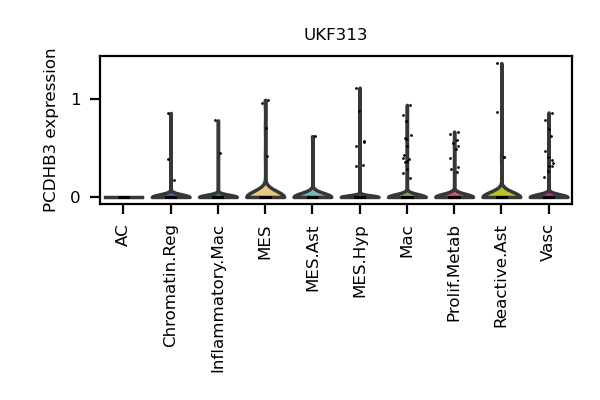 UKF313
PCDHB3 expression
1
0
AC
Chromatin.Reg
Inflammatory.Mac
MES
MES.Ast
MES.Hyp
Mac
Prolif.Metab
Reactive.Ast
Vasc